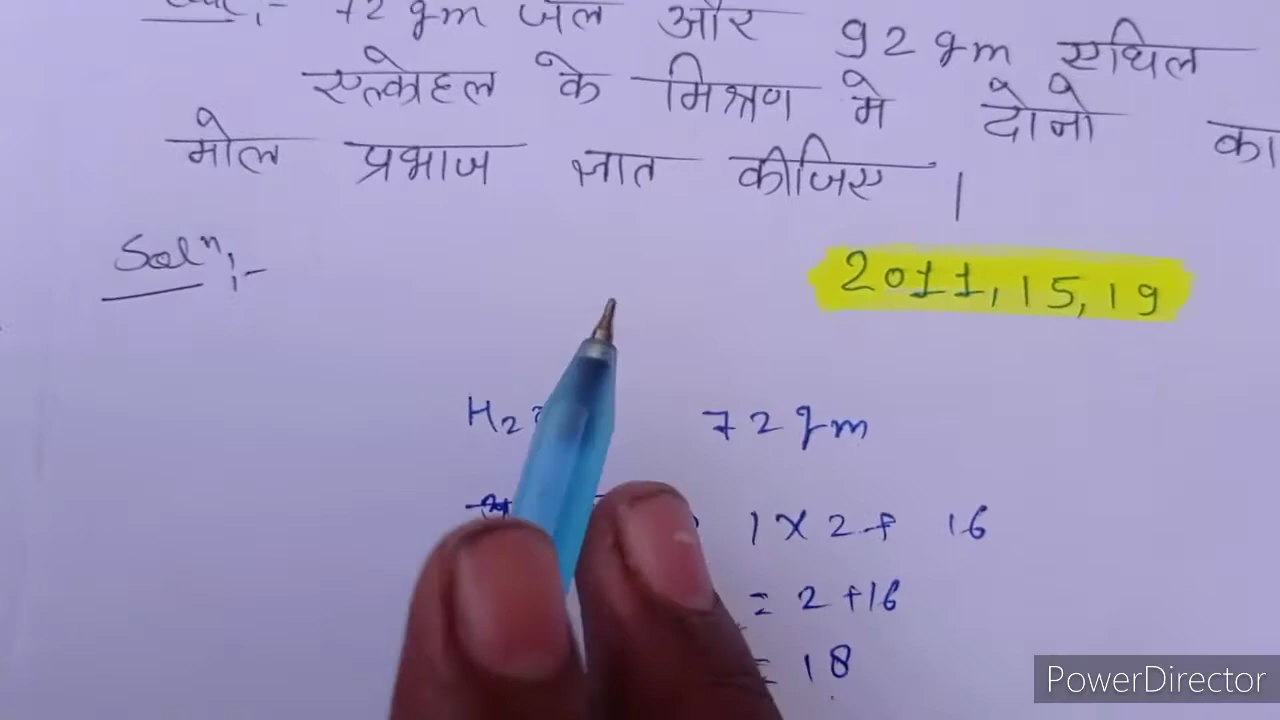 72 gm जल और 92 gm एथिल
एल्कोहल के मिश्रण मे दोनो का
मोल प्रभाज ज्ञात कीजिए ।
Solⁿ:-
2011, 15, 19
H2 72 gm
1 X 2 + 16
= 2 +16
= 18
PowerDirector